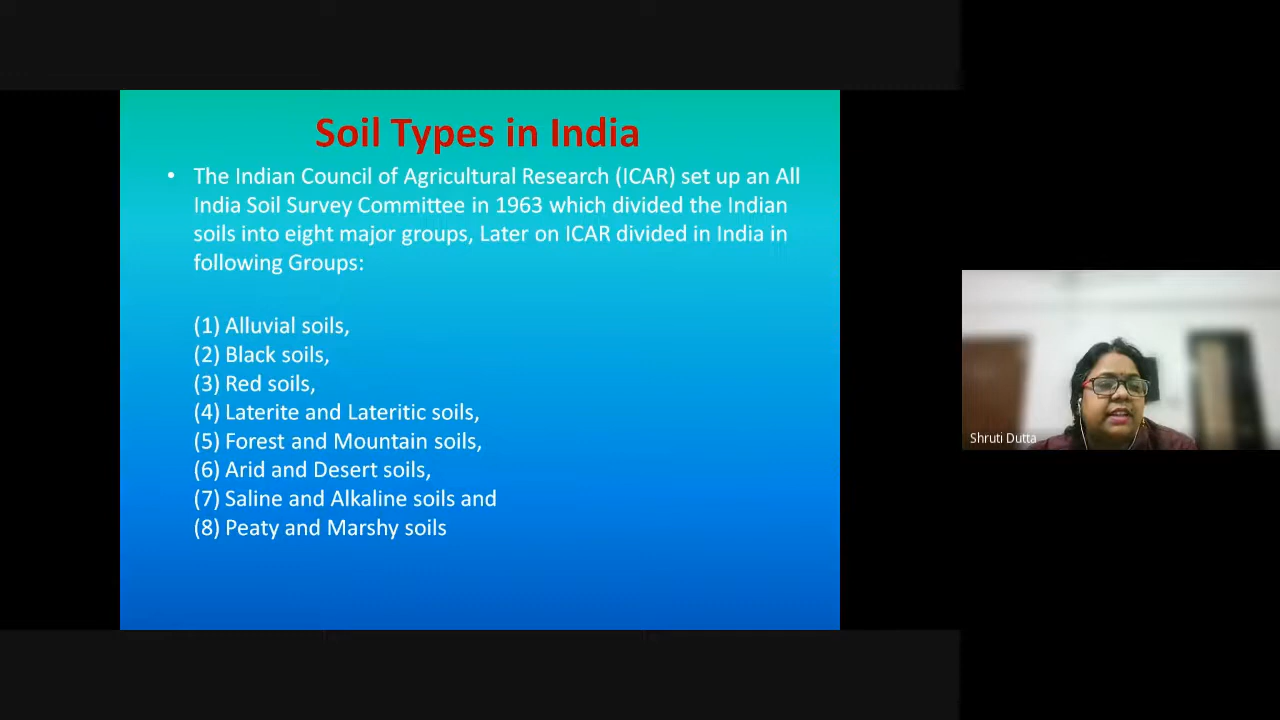 Soil Types in India
• The Indian Council of Agricultural Research (ICAR) set up an All
India Soil Survey Committee in 1963 which divided the Indian
soils into eight major groups, Later on ICAR divided in India in
following Groups:
(1) Alluvial soils,
(2) Black soils,
(3) Red soils,
(4) Laterite and Lateritic soils,
(5) Forest and Mountain soils,
(6) Arid and Desert soils,
(7) Saline and Alkaline soils and
(8) Peaty and Marshy soils
Shruti Dutta